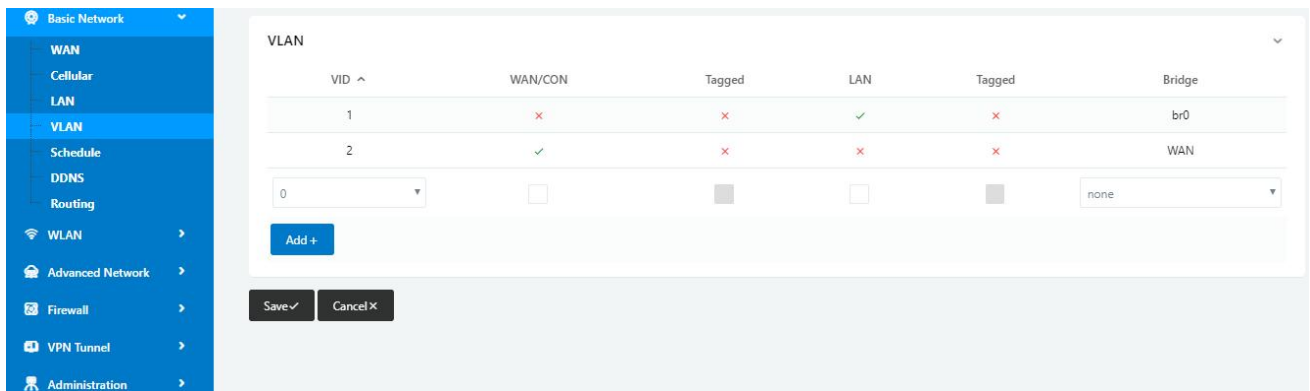 Basic Network
WAN
Cellular
LAN
VLAN
Schedule
DDNS
Routing
WLAN
Advanced Network
Firewall
VPN Tunnel
Administration
VLAN
VID WAN/CON Tagged LAN Tagged Bridge
1 × × ✓ × br0
2 ✓ × × × WAN
0 none
Add +
Save✓ Cancel×